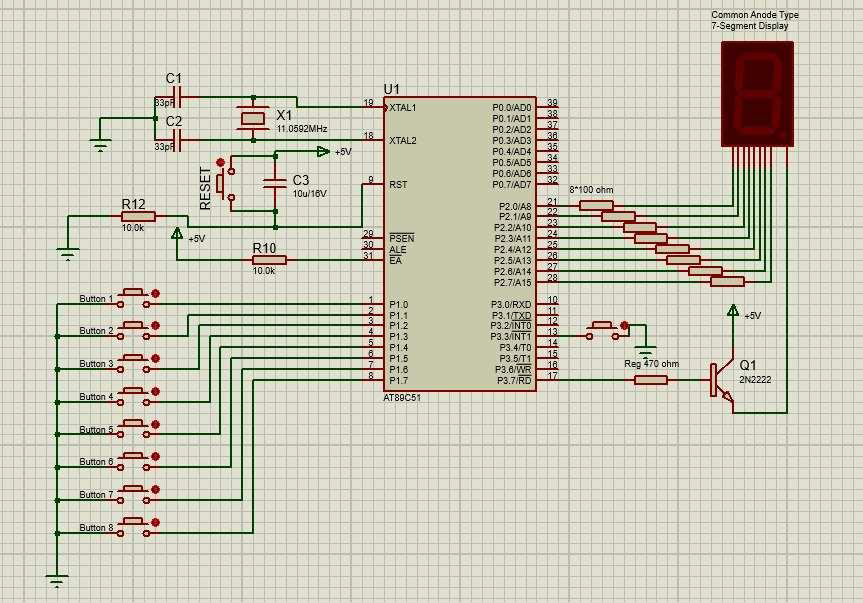 Common Anode Type
7-Segment Display
C1
33pF
C2
33pF
X1
11.0592MHz
+5V
RESET
C3
10u/16V
R12
10.0k
+5V
R10
10.0k
U1
19
XTAL1
18
XTAL2
9
RST
29
PSEN
30
ALE
31
EA
1
P1.0
2
P1.1
3
P1.2
4
P1.3
5
P1.4
6
P1.5
7
P1.6
8
P1.7
P0.0/AD0
39
P0.1/AD1
38
P0.2/AD2
37
P0.3/AD3
36
P0.4/AD4
35
P0.5/AD5
34
P0.6/AD6
33
P0.7/AD7
32
P2.0/A8
21
P2.1/A9
22
P2.2/A10
23
P2.3/A11
24
P2.4/A12
25
P2.5/A13
26
P2.6/A14
27
P2.7/A15
28
P3.0/RXD
10
P3.1/TXD
11
P3.2/INT0
12
P3.3/INT1
13
P3.4/T0
14
P3.5/T1
15
P3.6/WR
16
P3.7/RD
17
AT89C51
8*100 ohm
Reg 470 ohm
+5V
Q1
2N2222
Button 1
Button 2
Button 3
Button 4
Button 5
Button 6
Button 7
Button 8